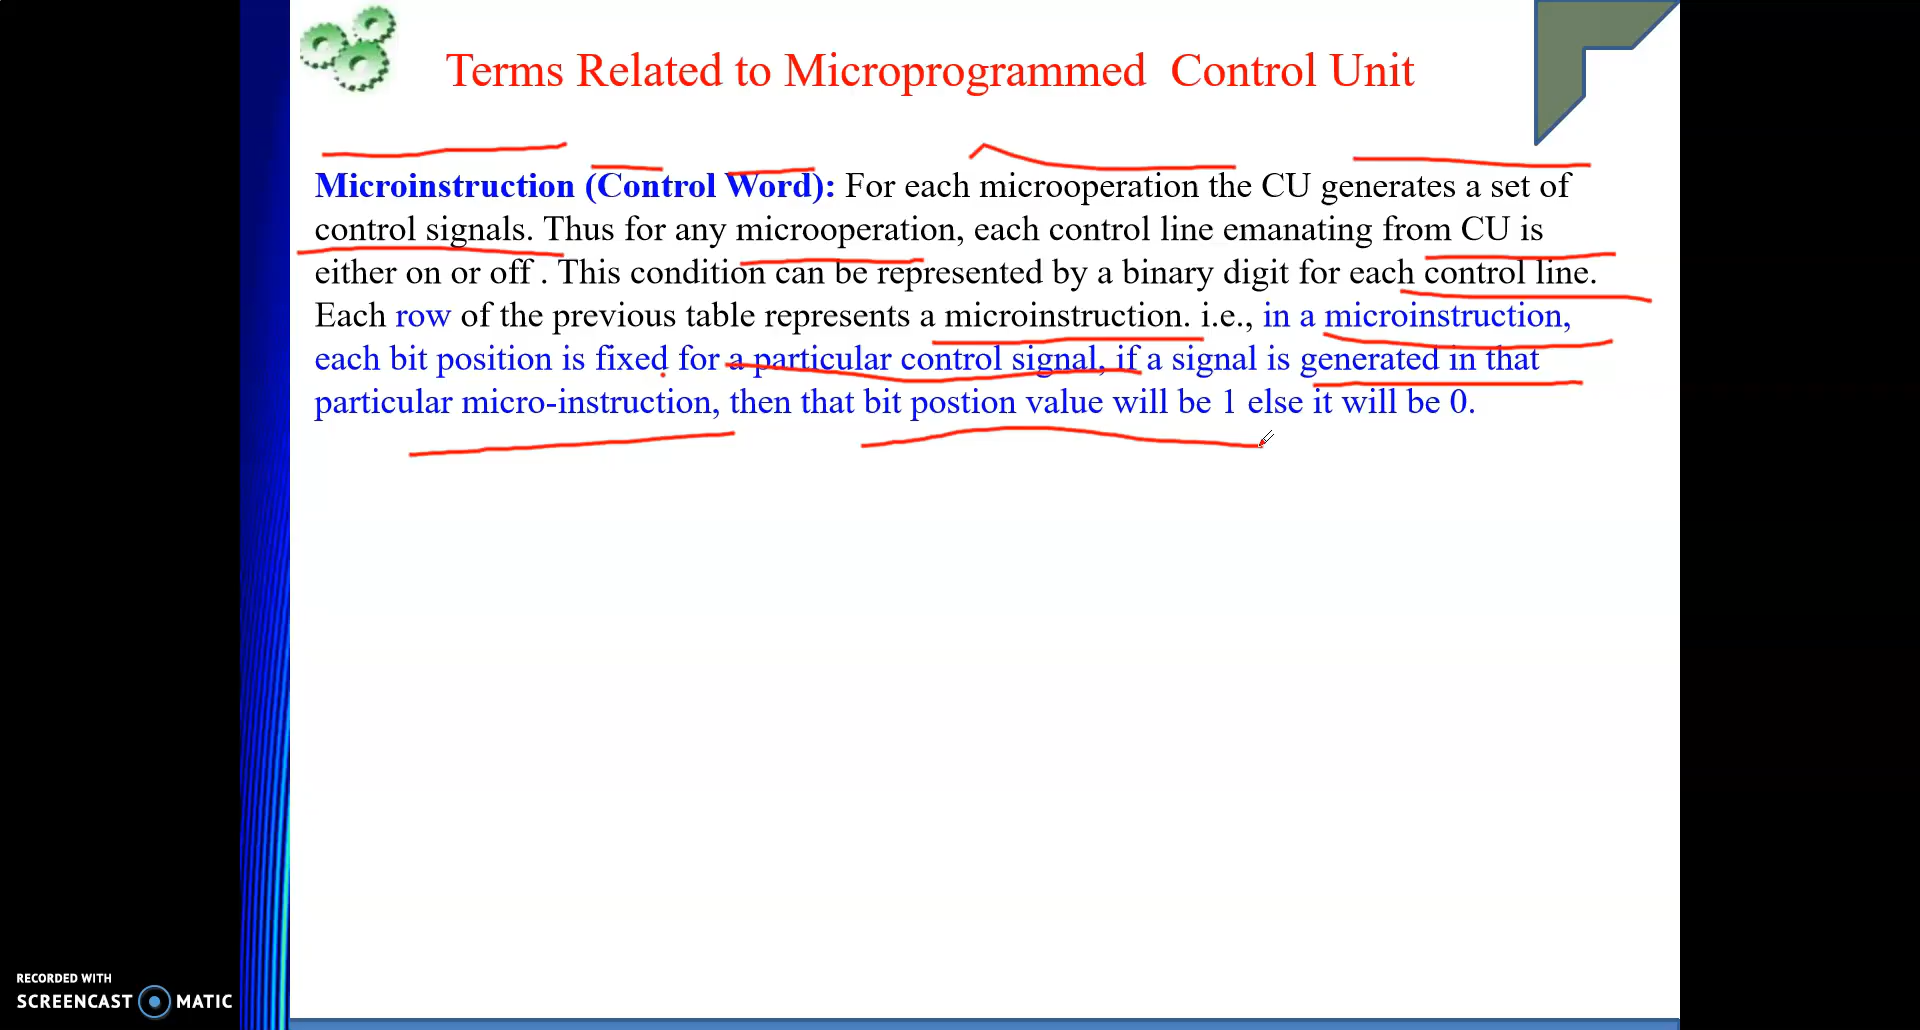 Terms Related to Microprogrammed Control Unit
Microinstruction (Control Word): For each microoperation the CU generates a set of
control signals. Thus for any microoperation, each control line emanating from CU is
either on or off . This condition can be represented by a binary digit for each control line.
Each row of the previous table represents a microinstruction. i.e., in a microinstruction,
each bit position is fixed for a particular control signal, if a signal is generated in that
particular micro-instruction, then that bit postion value will be 1 else it will be 0.
RECORDED WITH
SCREENCAST MATIC